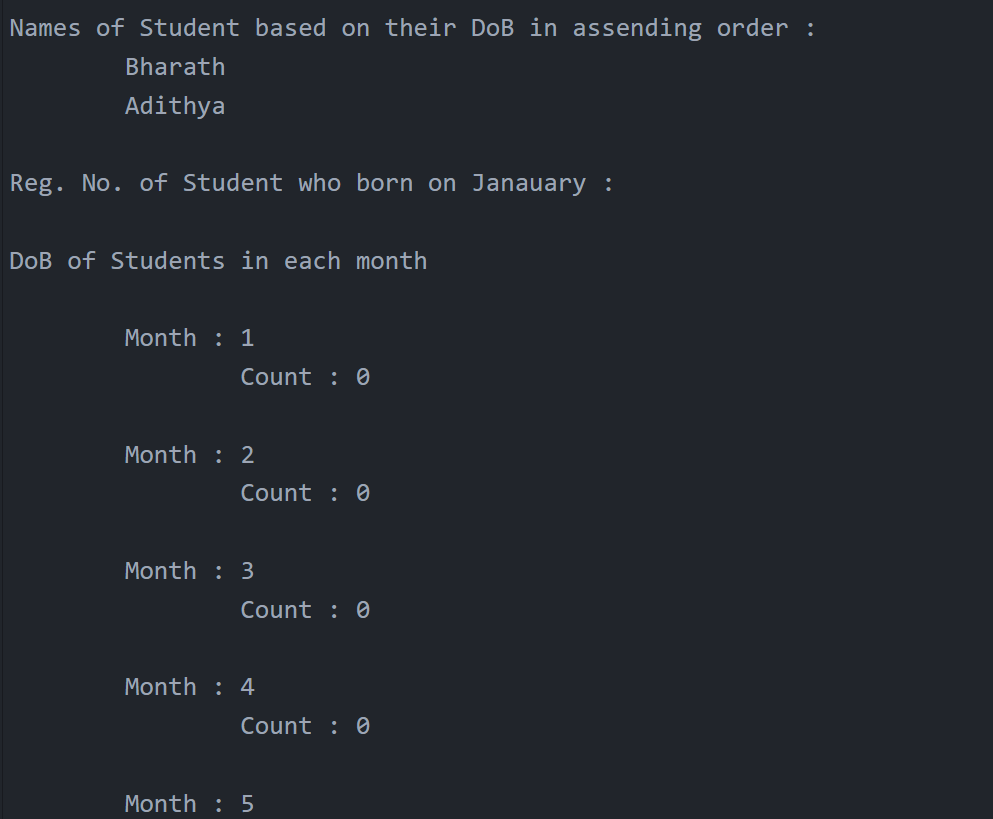 Names of Student based on their DoB in assending order :
Bharath
Adithya
Reg. No. of Student who born on Janauary :
DoB of Students in each month
Month : 1
Count : 0
Month : 2
Count : 0
Month : 3
Count : 0
Month : 4
Count : 0
Month : 5